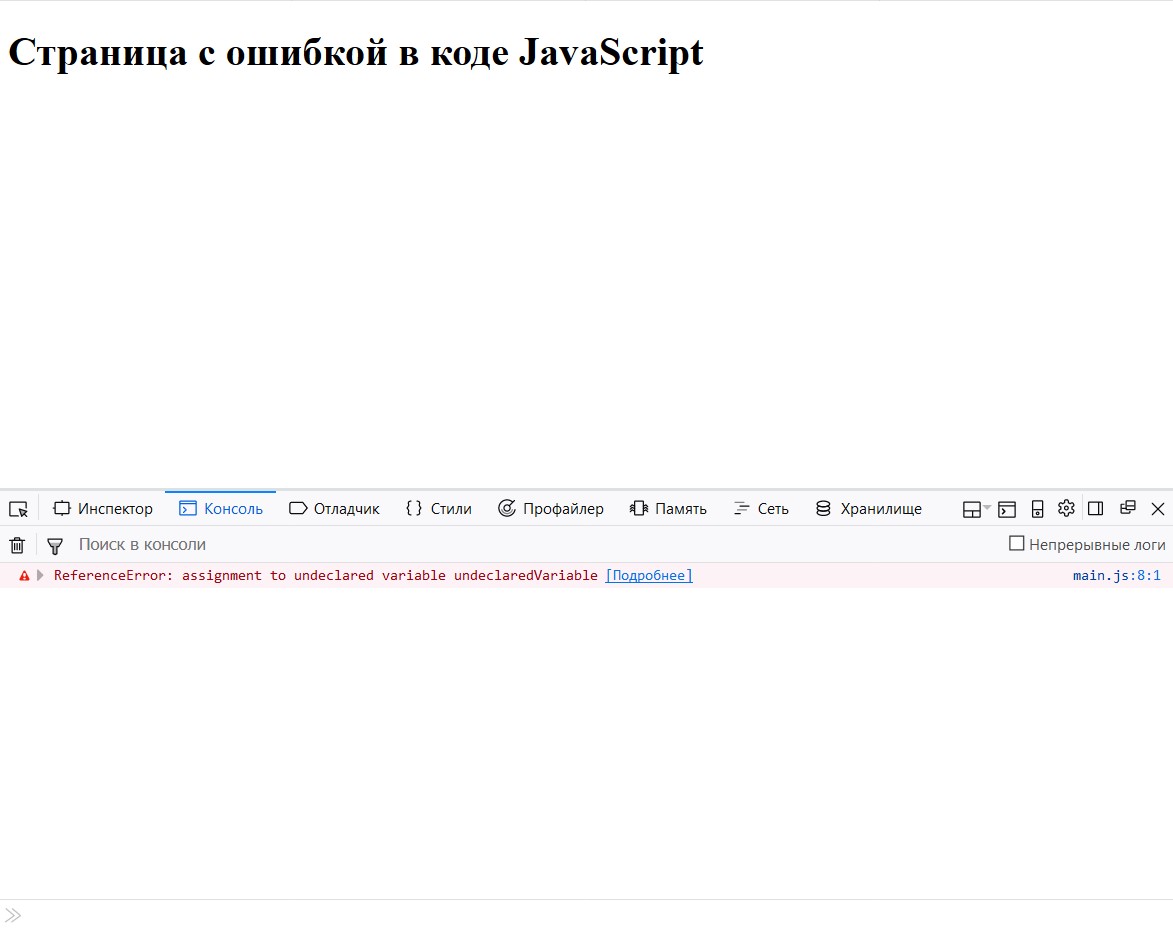 Страница с ошибкой в коде JavaScript
Инспектор Консоль Отладчик Стили Профайлер Память Сеть Хранилище
Поиск в консоли Непрерывные логи
ReferenceError: assignment to undeclared variable undeclaredVariable [Подробнее] main.js:8:1